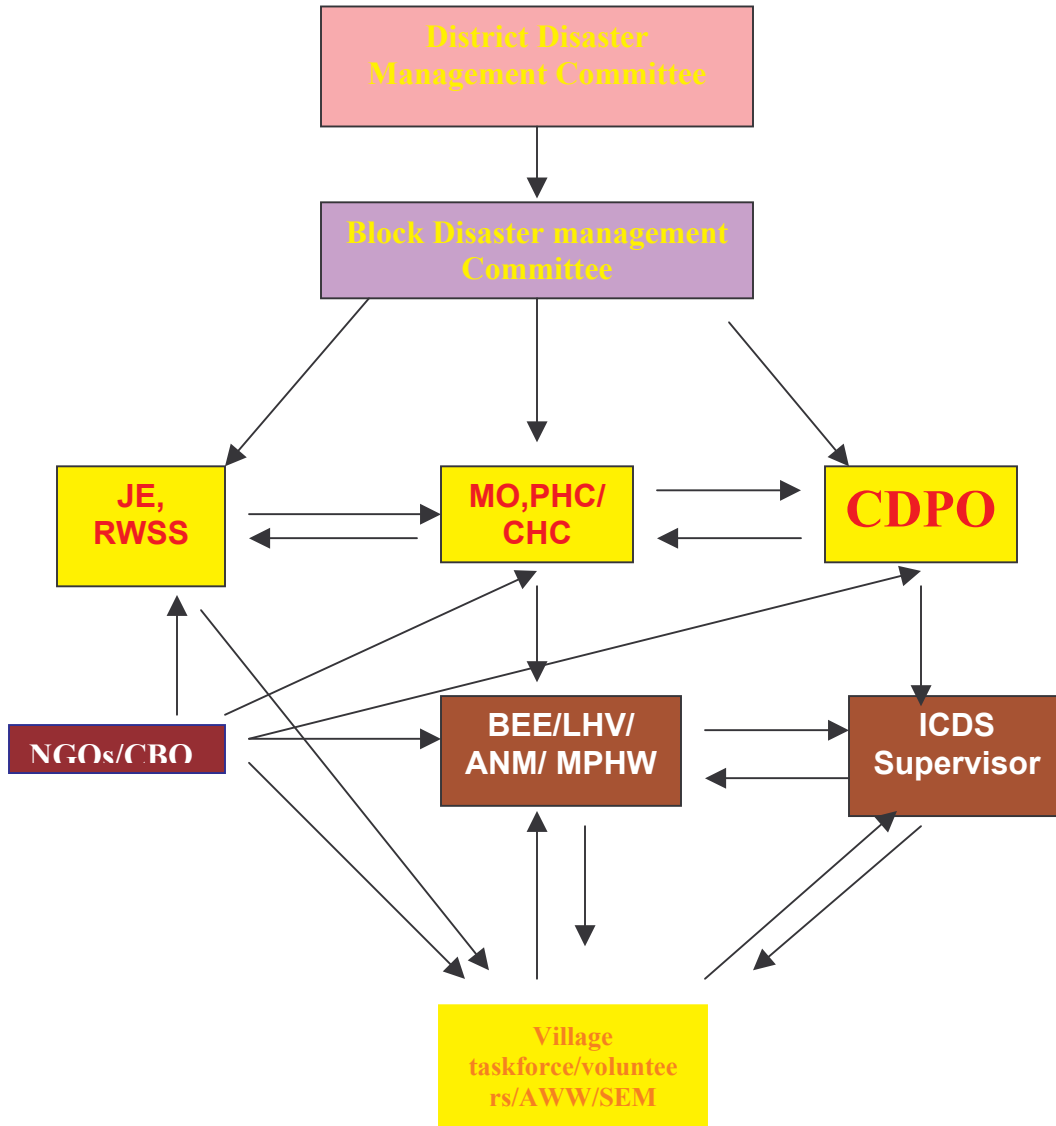 District Disaster
Management Committee
Block Disaster management
Committee
JE,
RWSS
MO,PHC/
CHC
CDPO
NGOs/CBO
BEE/LHV/
ANM/ MPHW
ICDS
Supervisor
Village
taskforce/voluntee
rs/AWW/SEM